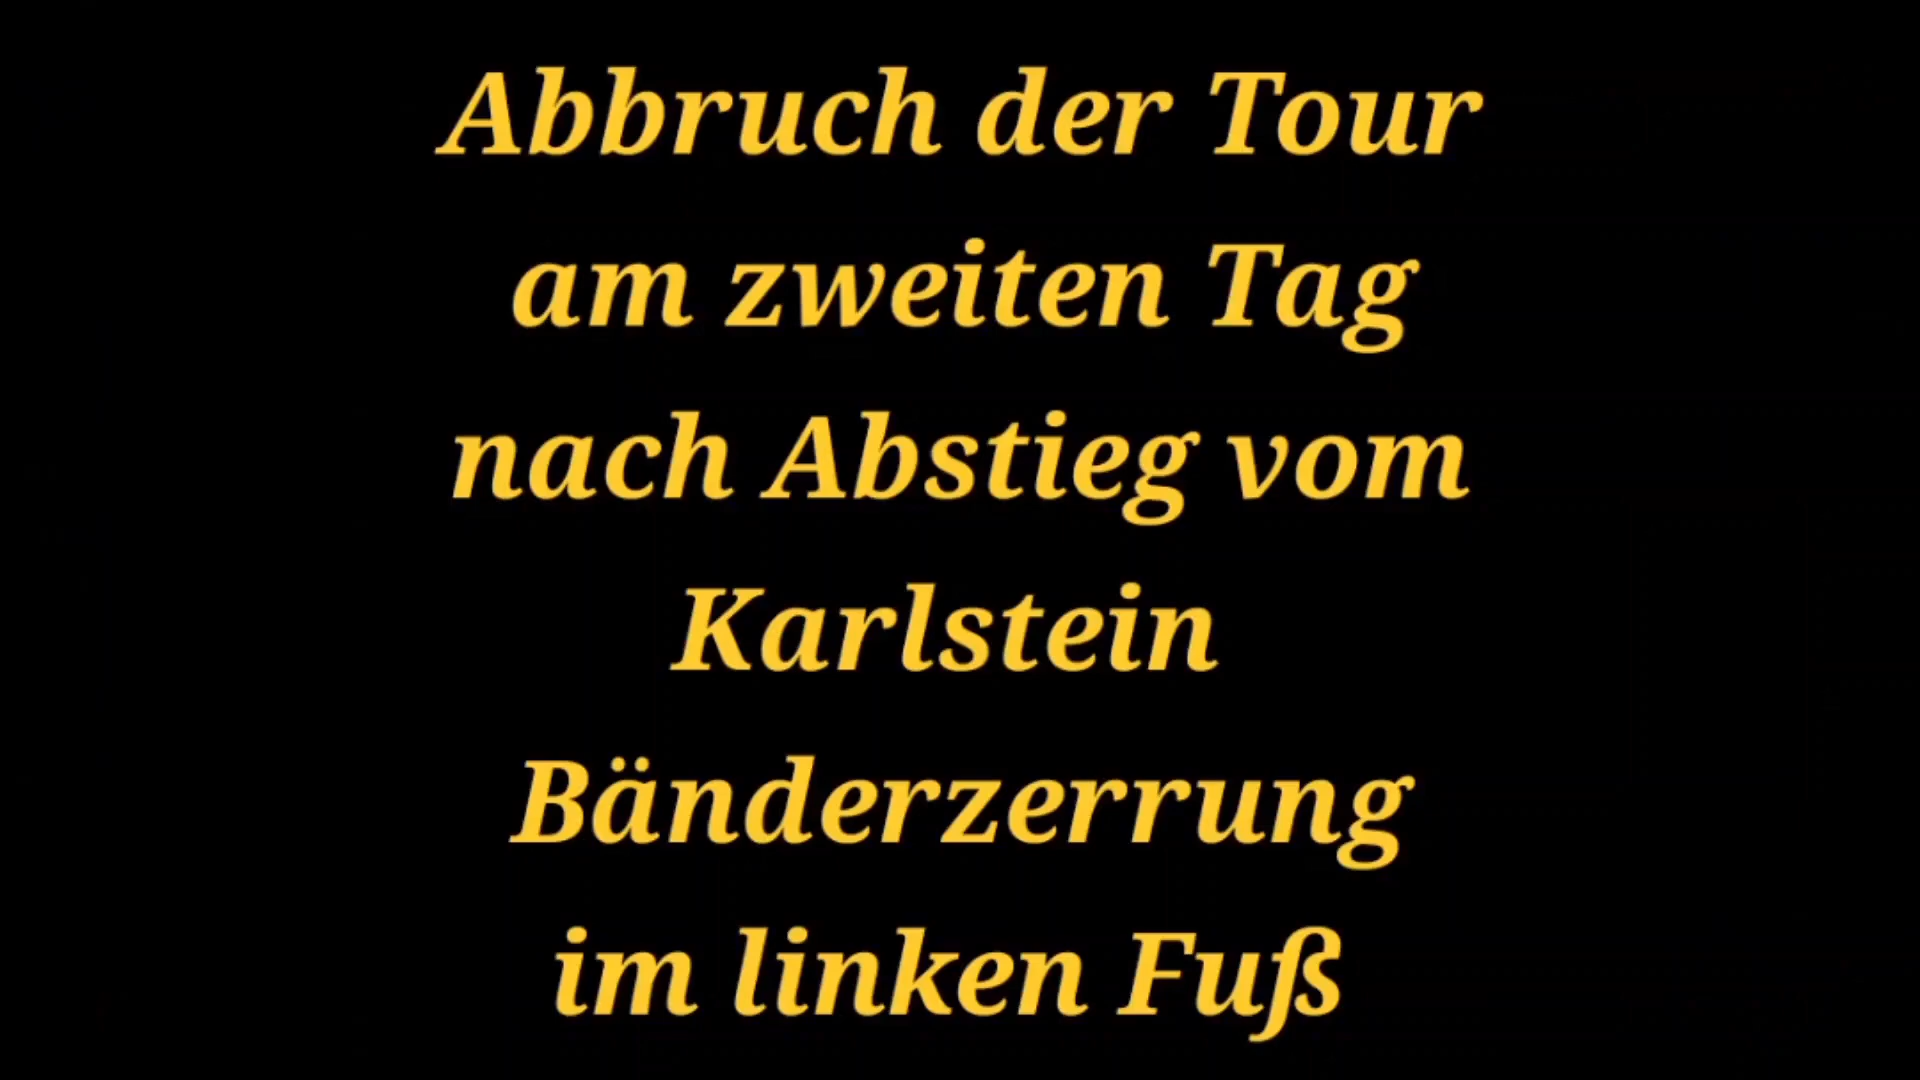 Abbruch der Tour
am zweiten Tag
nach Abstieg vom
Karlstein
Bänderzerrung
im linken Fuß